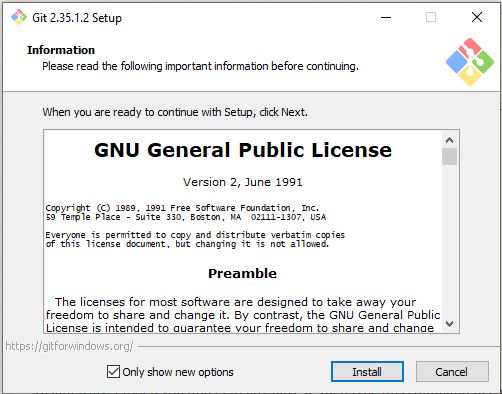 Git 2.35.1.2 Setup
Information
Please read the following important information before continuing.
When you are ready to continue with Setup, click Next.
GNU General Public License
Version 2, June 1991
Copyright (C) 1989, 1991 Free Software Foundation, Inc.
59 Temple Place - Suite 330, Boston, MA  02111-1307, USA
Everyone is permitted to copy and distribute verbatim copies
of this license document, but changing it is not allowed.
Preamble
The licenses for most software are designed to take away your
freedom to share and change it. By contrast, the GNU General Public
License is intended to guarantee your freedom to share and change
https://gitforwindows.org/
Only show new options
Install
Cancel